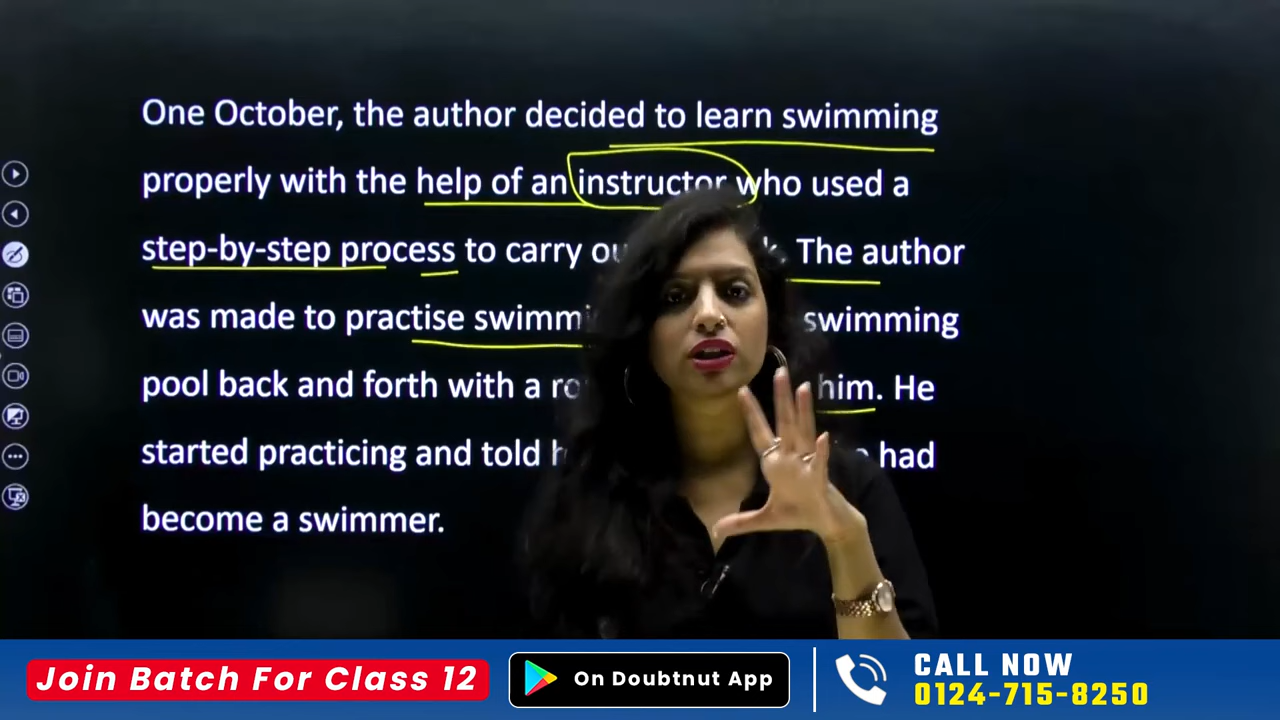 One October, the author decided to learn swimming
properly with the help of an instructor who used a
step-by-step process to carry The author
was made to practise swimming
pool back and forth with a him. He
started practicing and told had
become a swimmer.
Join Batch For Class 12
On Doubtnut App
CALL NOW
0124-715-8250